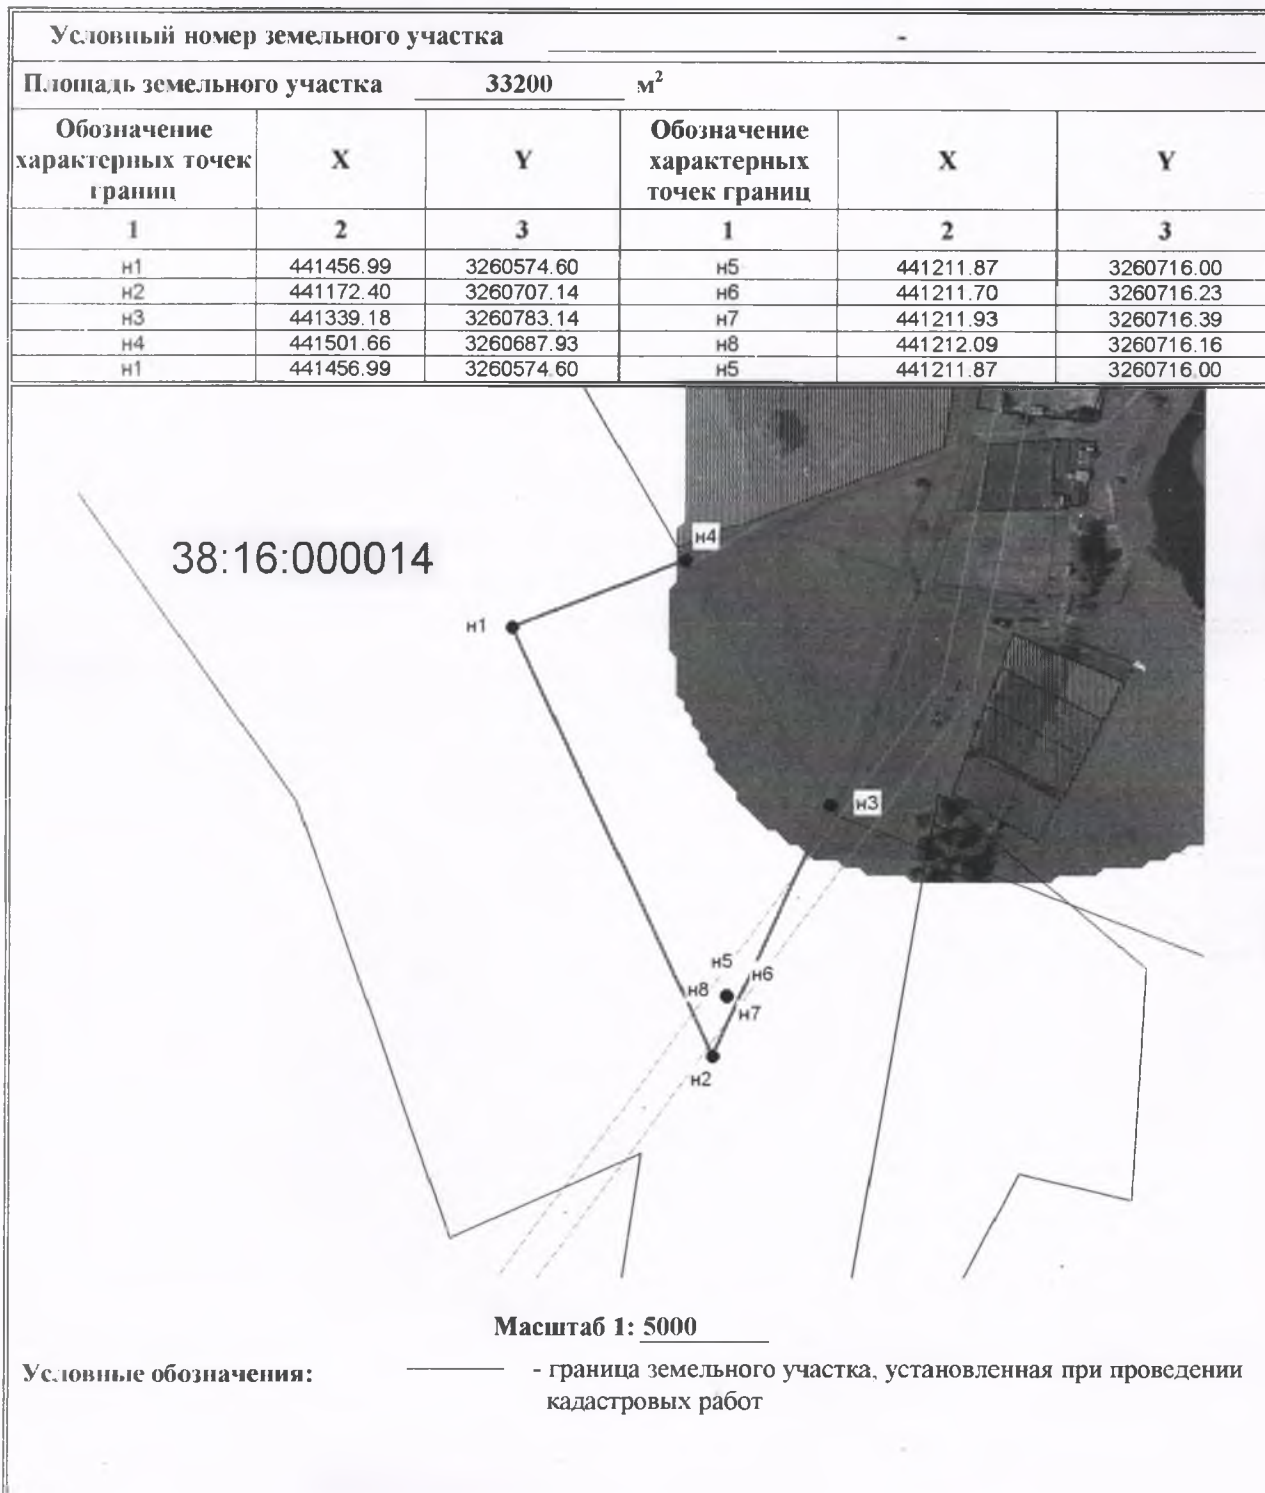 Условный номер земельного участка -
Площадь земельного участка 33200 м²
Обозначение характерных точек границ X Y Обозначение характерных точек границ X Y
1 2 3 1 2 3
н1 441456.99 3260574.60 н5 441211.87 3260716.00
н2 441172.40 3260707.14 н6 441211.70 3260716.23
н3 441339.18 3260783.14 н7 441211.93 3260716.39
н4 441501.66 3260687.93 н8 441212.09 3260716.16
н1 441456.99 3260574.60 н5 441211.87 3260716.00
н4
38:16:000014
н1
н3
н5
н6
н8
н7
н2
Масштаб 1: 5000
Условные обозначения: - граница земельного участка, установленная при проведении
кадастровых работ